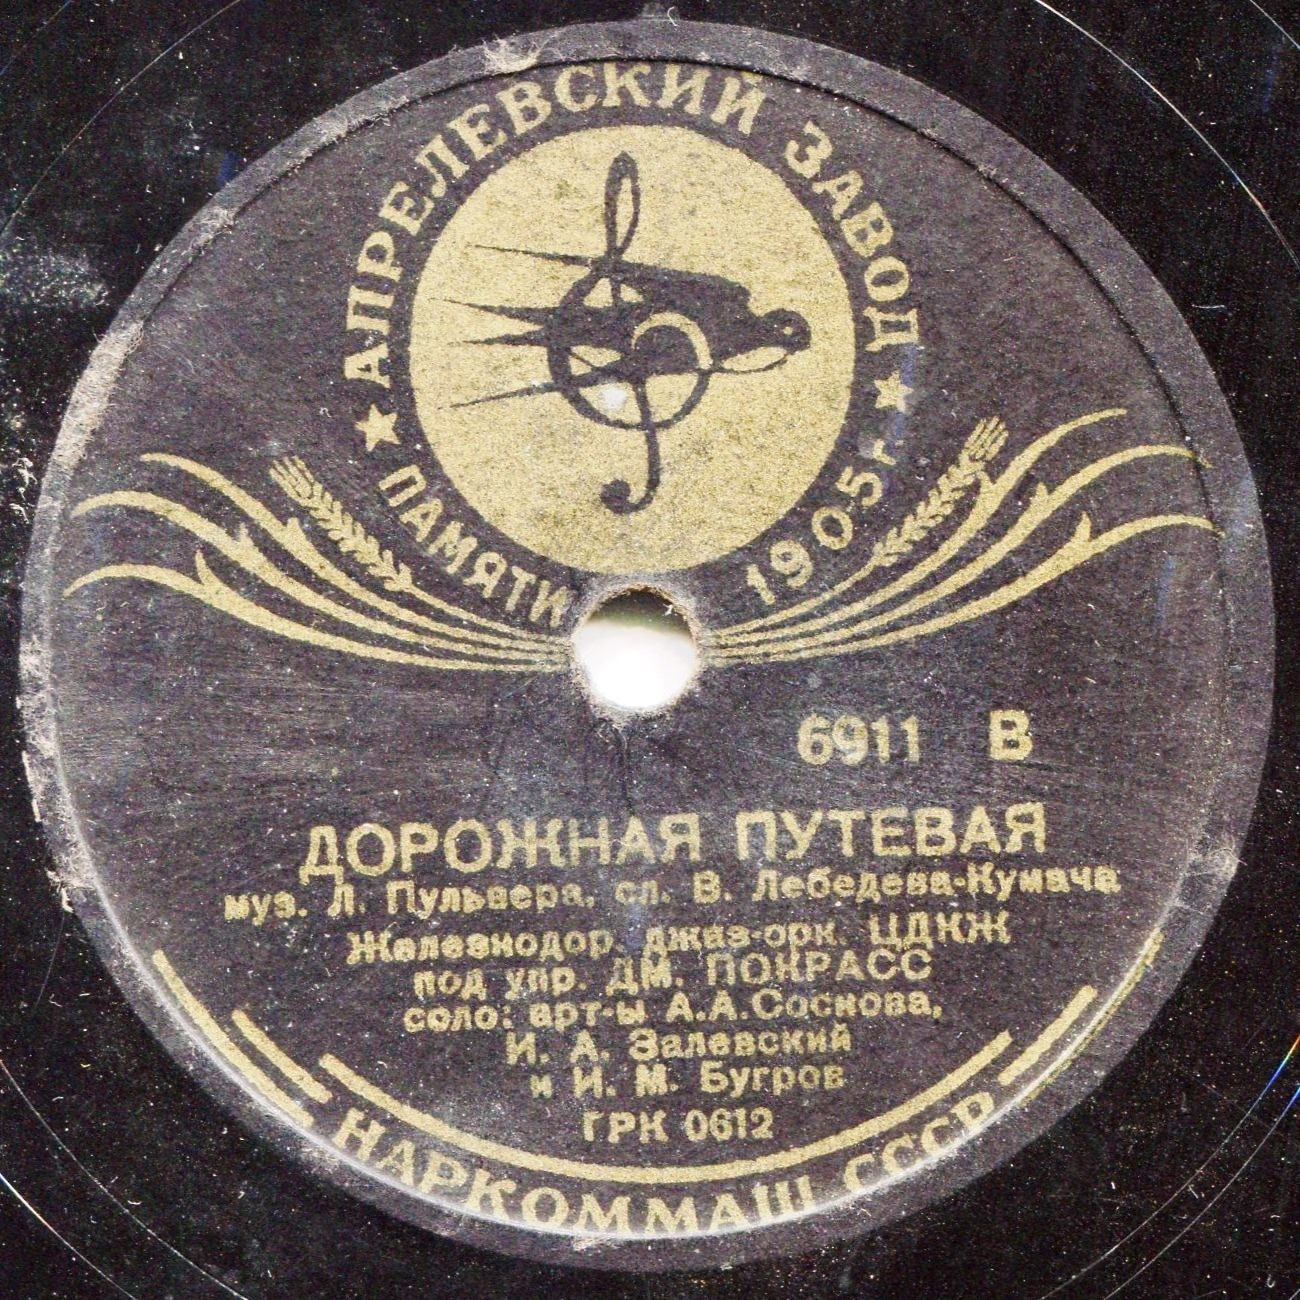 АПРЕЛЕВСКИЙ ЗАВОД
ПАМЯТИ 1905 г
6911 В
ДОРОЖНАЯ ПУТЕВАЯ
муз. Л. Пульвера, сл. В. Лебедева-Кумача
Железнодор. джаз-орк. ЦДКЖ
под упр. ДМ. ПОКРАСС
соло: арт-ы А.А.Соснова,
И. А. Залевский
и И. М. Бугров
ГРК 0612
НАРКОММАШ СССР